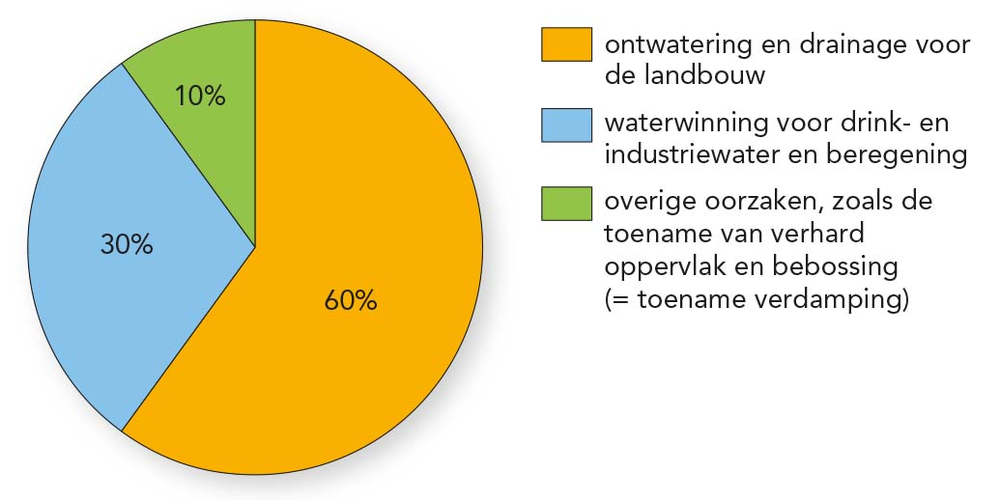 10%
30%
60%
ontwatering en drainage voor
de landbouw
waterwinning voor drink- en
industriewater en beregening
overige oorzaken, zoals de
toename van verhard
oppervlak en bebossing
(= toename verdamping)